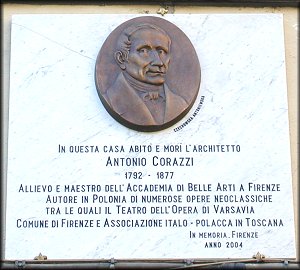 IN QUESTA CASA ABITÒ E MORÌ L'ARCHITETTO
ANTONIO CORAZZI
1792 - 1877
ALLIEVO E MAESTRO DELL'ACCADEMIA DI BELLE ARTI A FIRENZE
AUTORE IN POLONIA DI NUMEROSE OPERE NEOCLASSICHE
TRA LE QUALI IL TEATRO DELL'OPERA DI VARSAVIA
COMUNE DI FIRENZE E ASSOCIAZIONE ITALO - POLACCA IN TOSCANA
IN MEMORIA, FIRENZE
ANNO 2004